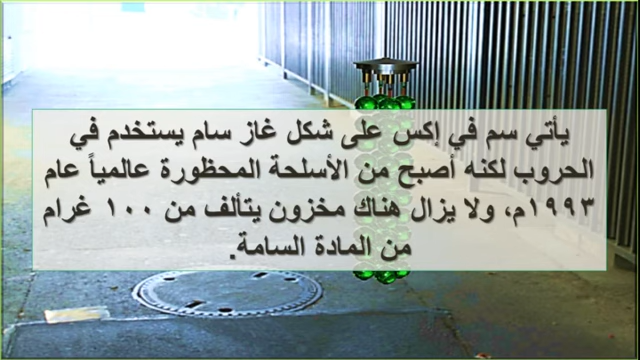 يأتي سم في إكس على شكل غاز سام يستخدم في
الحروب لكنه أصبح من الأسلحة المحظورة عالمياً عام
١٩٩٣م، ولا يزال هناك مخزون يتألف من ١٠٠ غرام
من المادة السامة.